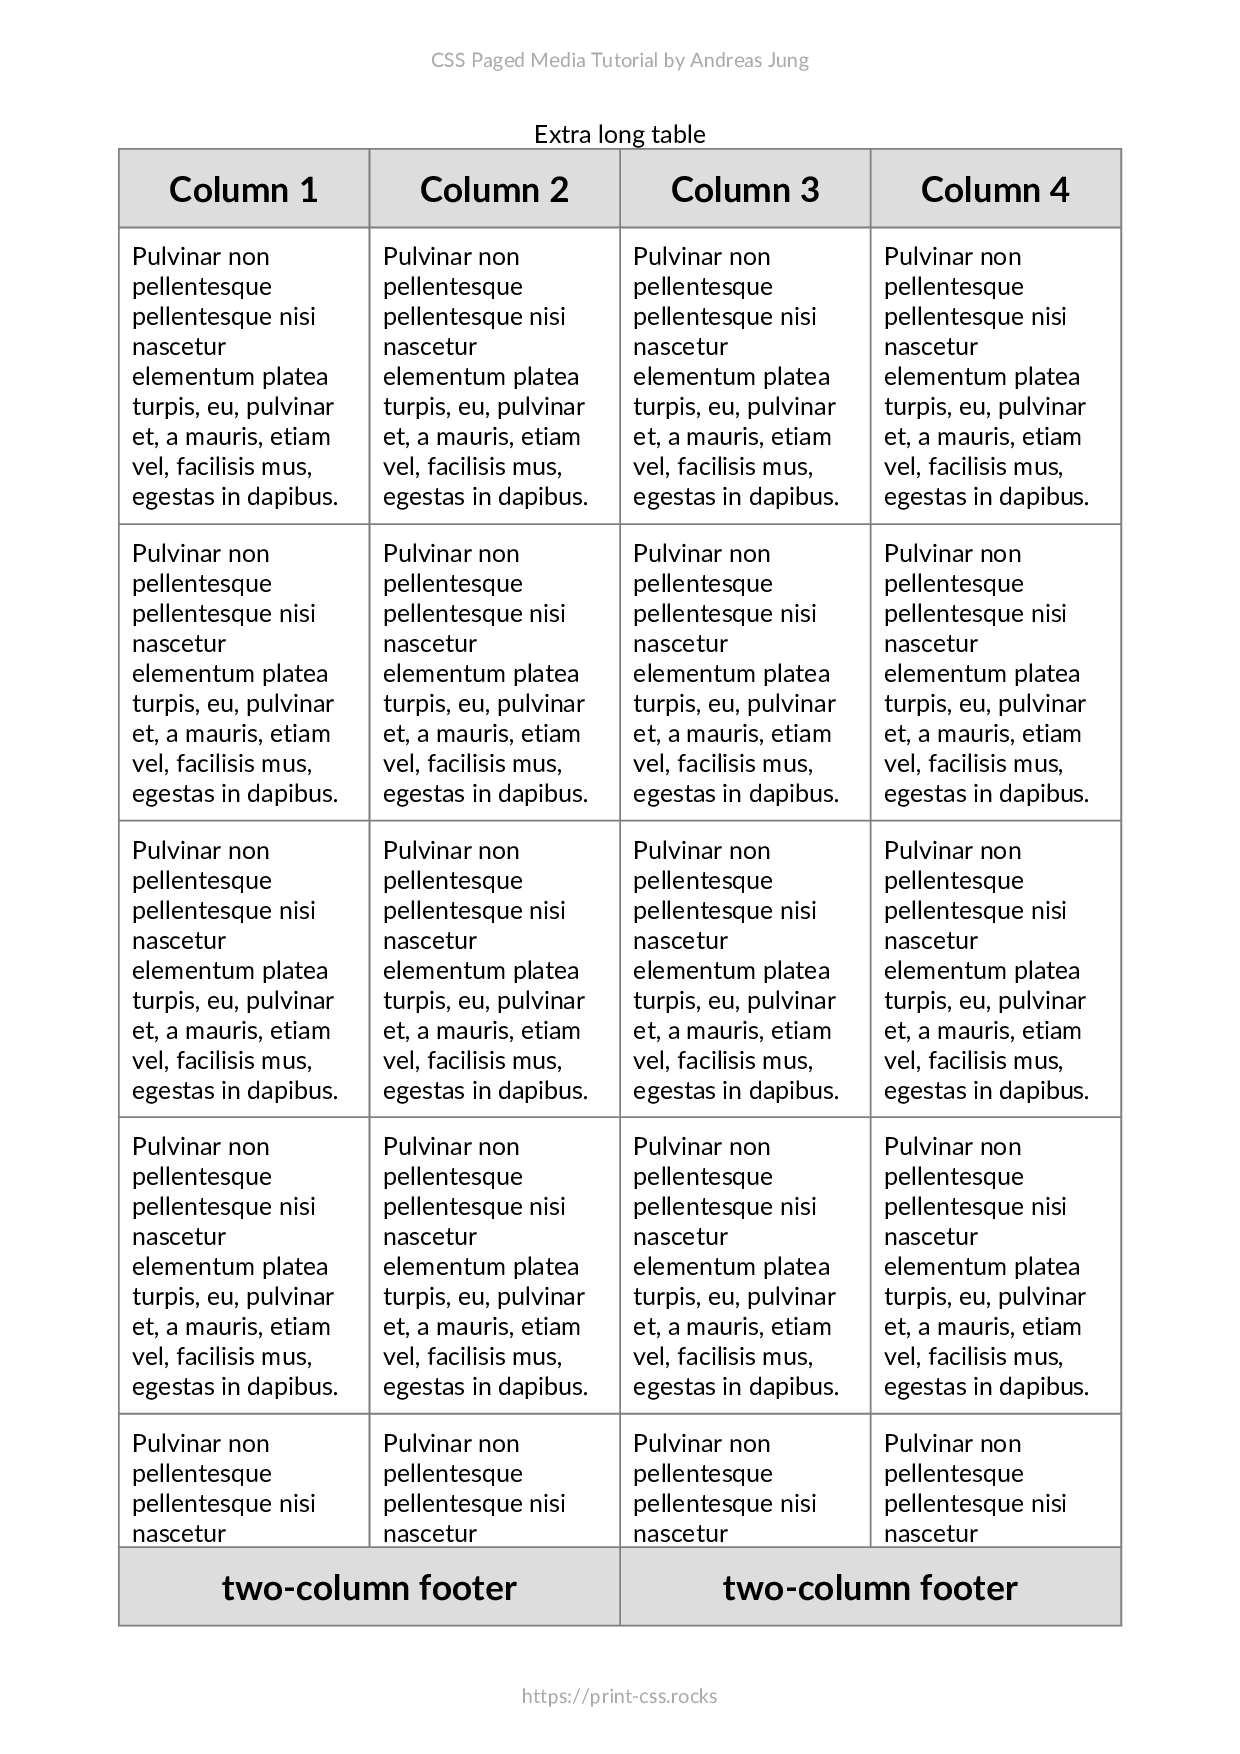 CSS Paged Media Tutorial by Andreas Jung
Extra long table
Column 1 Column 2 Column 3 Column 4
Pulvinar non Pulvinar non Pulvinar non Pulvinar non
pellentesque pellentesque pellentesque pellentesque
pellentesque nisi pellentesque nisi pellentesque nisi pellentesque nisi
nascetur nascetur nascetur nascetur
elementum platea elementum platea elementum platea elementum platea
turpis, eu, pulvinar turpis, eu, pulvinar turpis, eu, pulvinar turpis, eu, pulvinar
et, a mauris, etiam et, a mauris, etiam et, a mauris, etiam et, a mauris, etiam
vel, facilisis mus, vel, facilisis mus, vel, facilisis mus, vel, facilisis mus,
egestas in dapibus. egestas in dapibus. egestas in dapibus. egestas in dapibus.
Pulvinar non Pulvinar non Pulvinar non Pulvinar non
pellentesque pellentesque pellentesque pellentesque
pellentesque nisi pellentesque nisi pellentesque nisi pellentesque nisi
nascetur nascetur nascetur nascetur
elementum platea elementum platea elementum platea elementum platea
turpis, eu, pulvinar turpis, eu, pulvinar turpis, eu, pulvinar turpis, eu, pulvinar
et, a mauris, etiam et, a mauris, etiam et, a mauris, etiam et, a mauris, etiam
vel, facilisis mus, vel, facilisis mus, vel, facilisis mus, vel, facilisis mus,
egestas in dapibus. egestas in dapibus. egestas in dapibus. egestas in dapibus.
Pulvinar non Pulvinar non Pulvinar non Pulvinar non
pellentesque pellentesque pellentesque pellentesque
pellentesque nisi pellentesque nisi pellentesque nisi pellentesque nisi
nascetur nascetur nascetur nascetur
elementum platea elementum platea elementum platea elementum platea
turpis, eu, pulvinar turpis, eu, pulvinar turpis, eu, pulvinar turpis, eu, pulvinar
et, a mauris, etiam et, a mauris, etiam et, a mauris, etiam et, a mauris, etiam
vel, facilisis mus, vel, facilisis mus, vel, facilisis mus, vel, facilisis mus,
egestas in dapibus. egestas in dapibus. egestas in dapibus. egestas in dapibus.
Pulvinar non Pulvinar non Pulvinar non Pulvinar non
pellentesque pellentesque pellentesque pellentesque
pellentesque nisi pellentesque nisi pellentesque nisi pellentesque nisi
nascetur nascetur nascetur nascetur
elementum platea elementum platea elementum platea elementum platea
turpis, eu, pulvinar turpis, eu, pulvinar turpis, eu, pulvinar turpis, eu, pulvinar
et, a mauris, etiam et, a mauris, etiam et, a mauris, etiam et, a mauris, etiam
vel, facilisis mus, vel, facilisis mus, vel, facilisis mus, vel, facilisis mus,
egestas in dapibus. egestas in dapibus. egestas in dapibus. egestas in dapibus.
Pulvinar non Pulvinar non Pulvinar non Pulvinar non
pellentesque pellentesque pellentesque pellentesque
pellentesque nisi pellentesque nisi pellentesque nisi pellentesque nisi
nascetur nascetur nascetur nascetur
two-column footer two-column footer
https://print-css.rocks